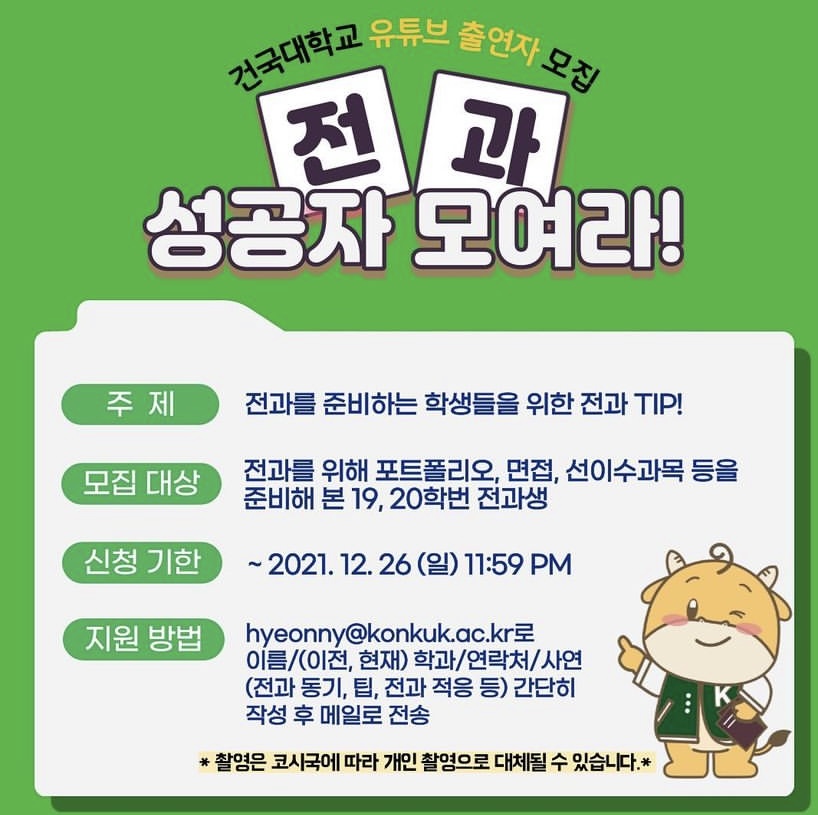 건국대학교 유튜브 출연자 모집
전과
성공자 모여라!
주 제
전과를 준비하는 학생들을 위한 전과 TIP!
모집 대상
전과를 위해 포트폴리오, 면접, 선이수과목 등을
준비해 본 19, 20학번 전과생
신청 기한
~ 2021. 12. 26 (일) 11:59 PM
지원 방법
hyeonny@konkuk.ac.kr로
이름/(이전, 현재) 학과/연락처/사연
(전과 동기, 팁, 전과 적응 등) 간단히
작성 후 메일로 전송
K
* 촬영은 코시국에 따라 개인 촬영으로 대체될 수 있습니다.*